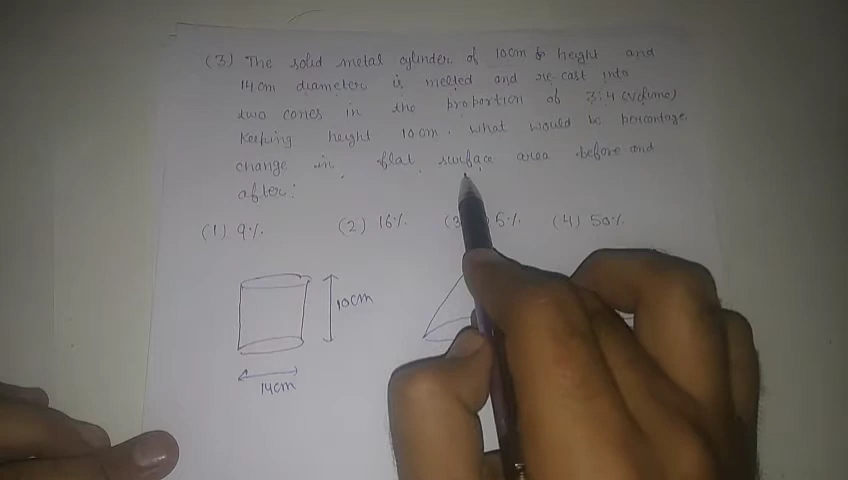 (3) The solid metal cylinder of 10cm height and
14cm diameter is melted and re-cast into
two cones in the proportion of 3:4 (volume)
keeping height 10cm. What would be percentage
change in flat surface area before and
after:
(1) 9% (2) 16% (3 5% (4) 50%
10cm
14cm